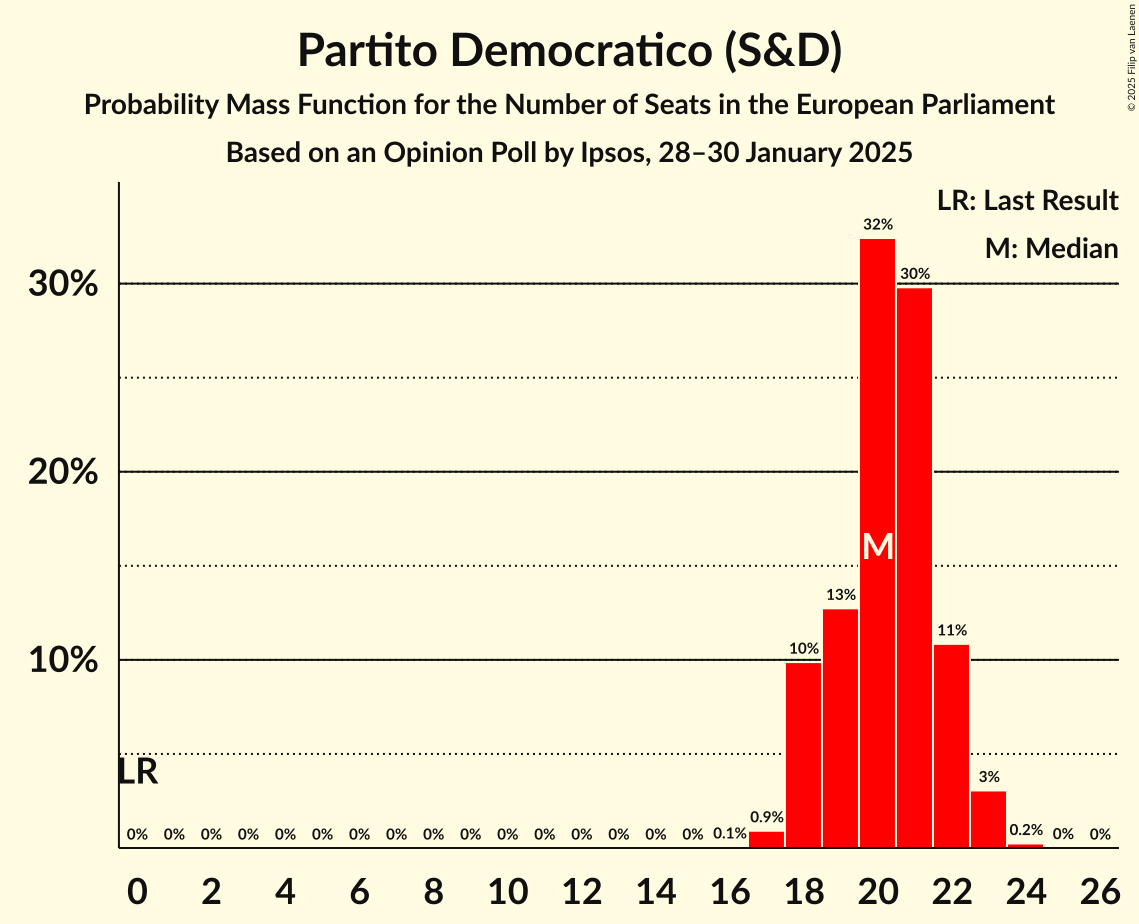 Partito Democratico (S&D)
Probability Mass Function for the Number of Seats in the European Parliament
Based on an Opinion Poll by Ipsos, 28–30 January 2025
© 2025 Filip van Laenen
LR: Last Result
M: Median
32%
30%
30%
20%
M
13%
11%
10%
10%
LR
3%
0% 0% 0% 0% 0% 0% 0% 0% 0% 0% 0% 0% 0% 0% 0% 0% 0.1% 0.9% 0.2% 0% 0%
0 2 4 6 8 10 12 14 16 18 20 22 24 26